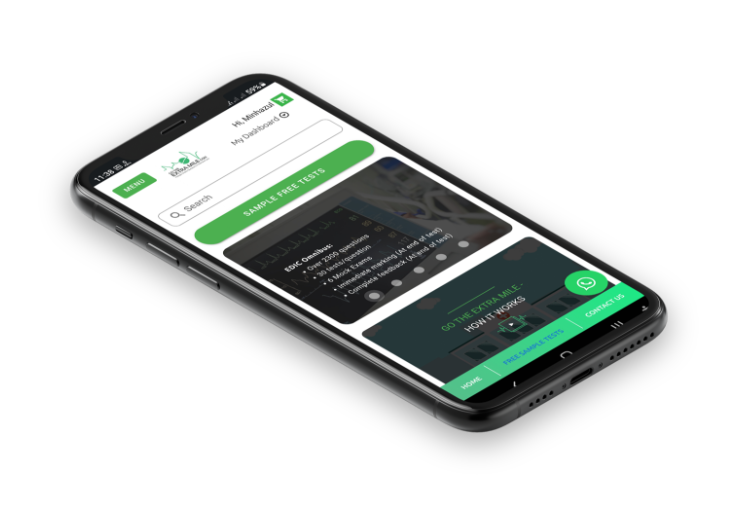 11:38
59%
MENU
EXTRA MILE
Hi, Minhazul
My Dashboard
Search
SAMPLE FREE TESTS
EDIC Omnibus:
• Over 2300 questions
• 30 tests/question
• 6 Mock Exams
• Immediate marking (At end of test)
• Complete feedback (At end of test)
GO THE EXTRA MILE -
HOW IT WORKS
HOME
FREE SAMPLE TESTS
CONTACT US